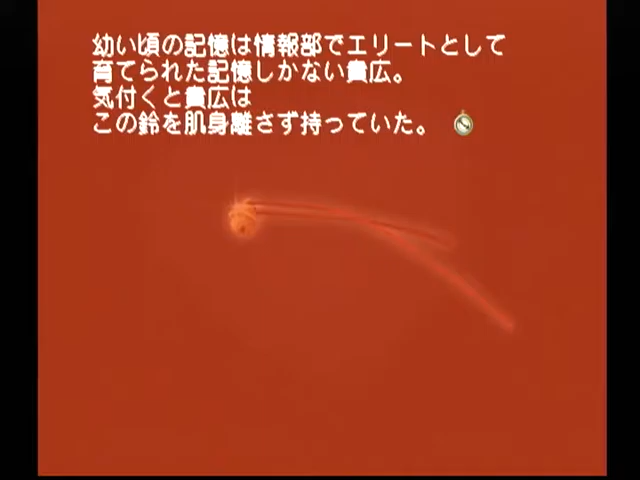 幼い頃の記憶は情報部でエリートとして
育てられた記憶しかない貴広。
気付くと貴広は
この鈴を肌身離さず持っていた。